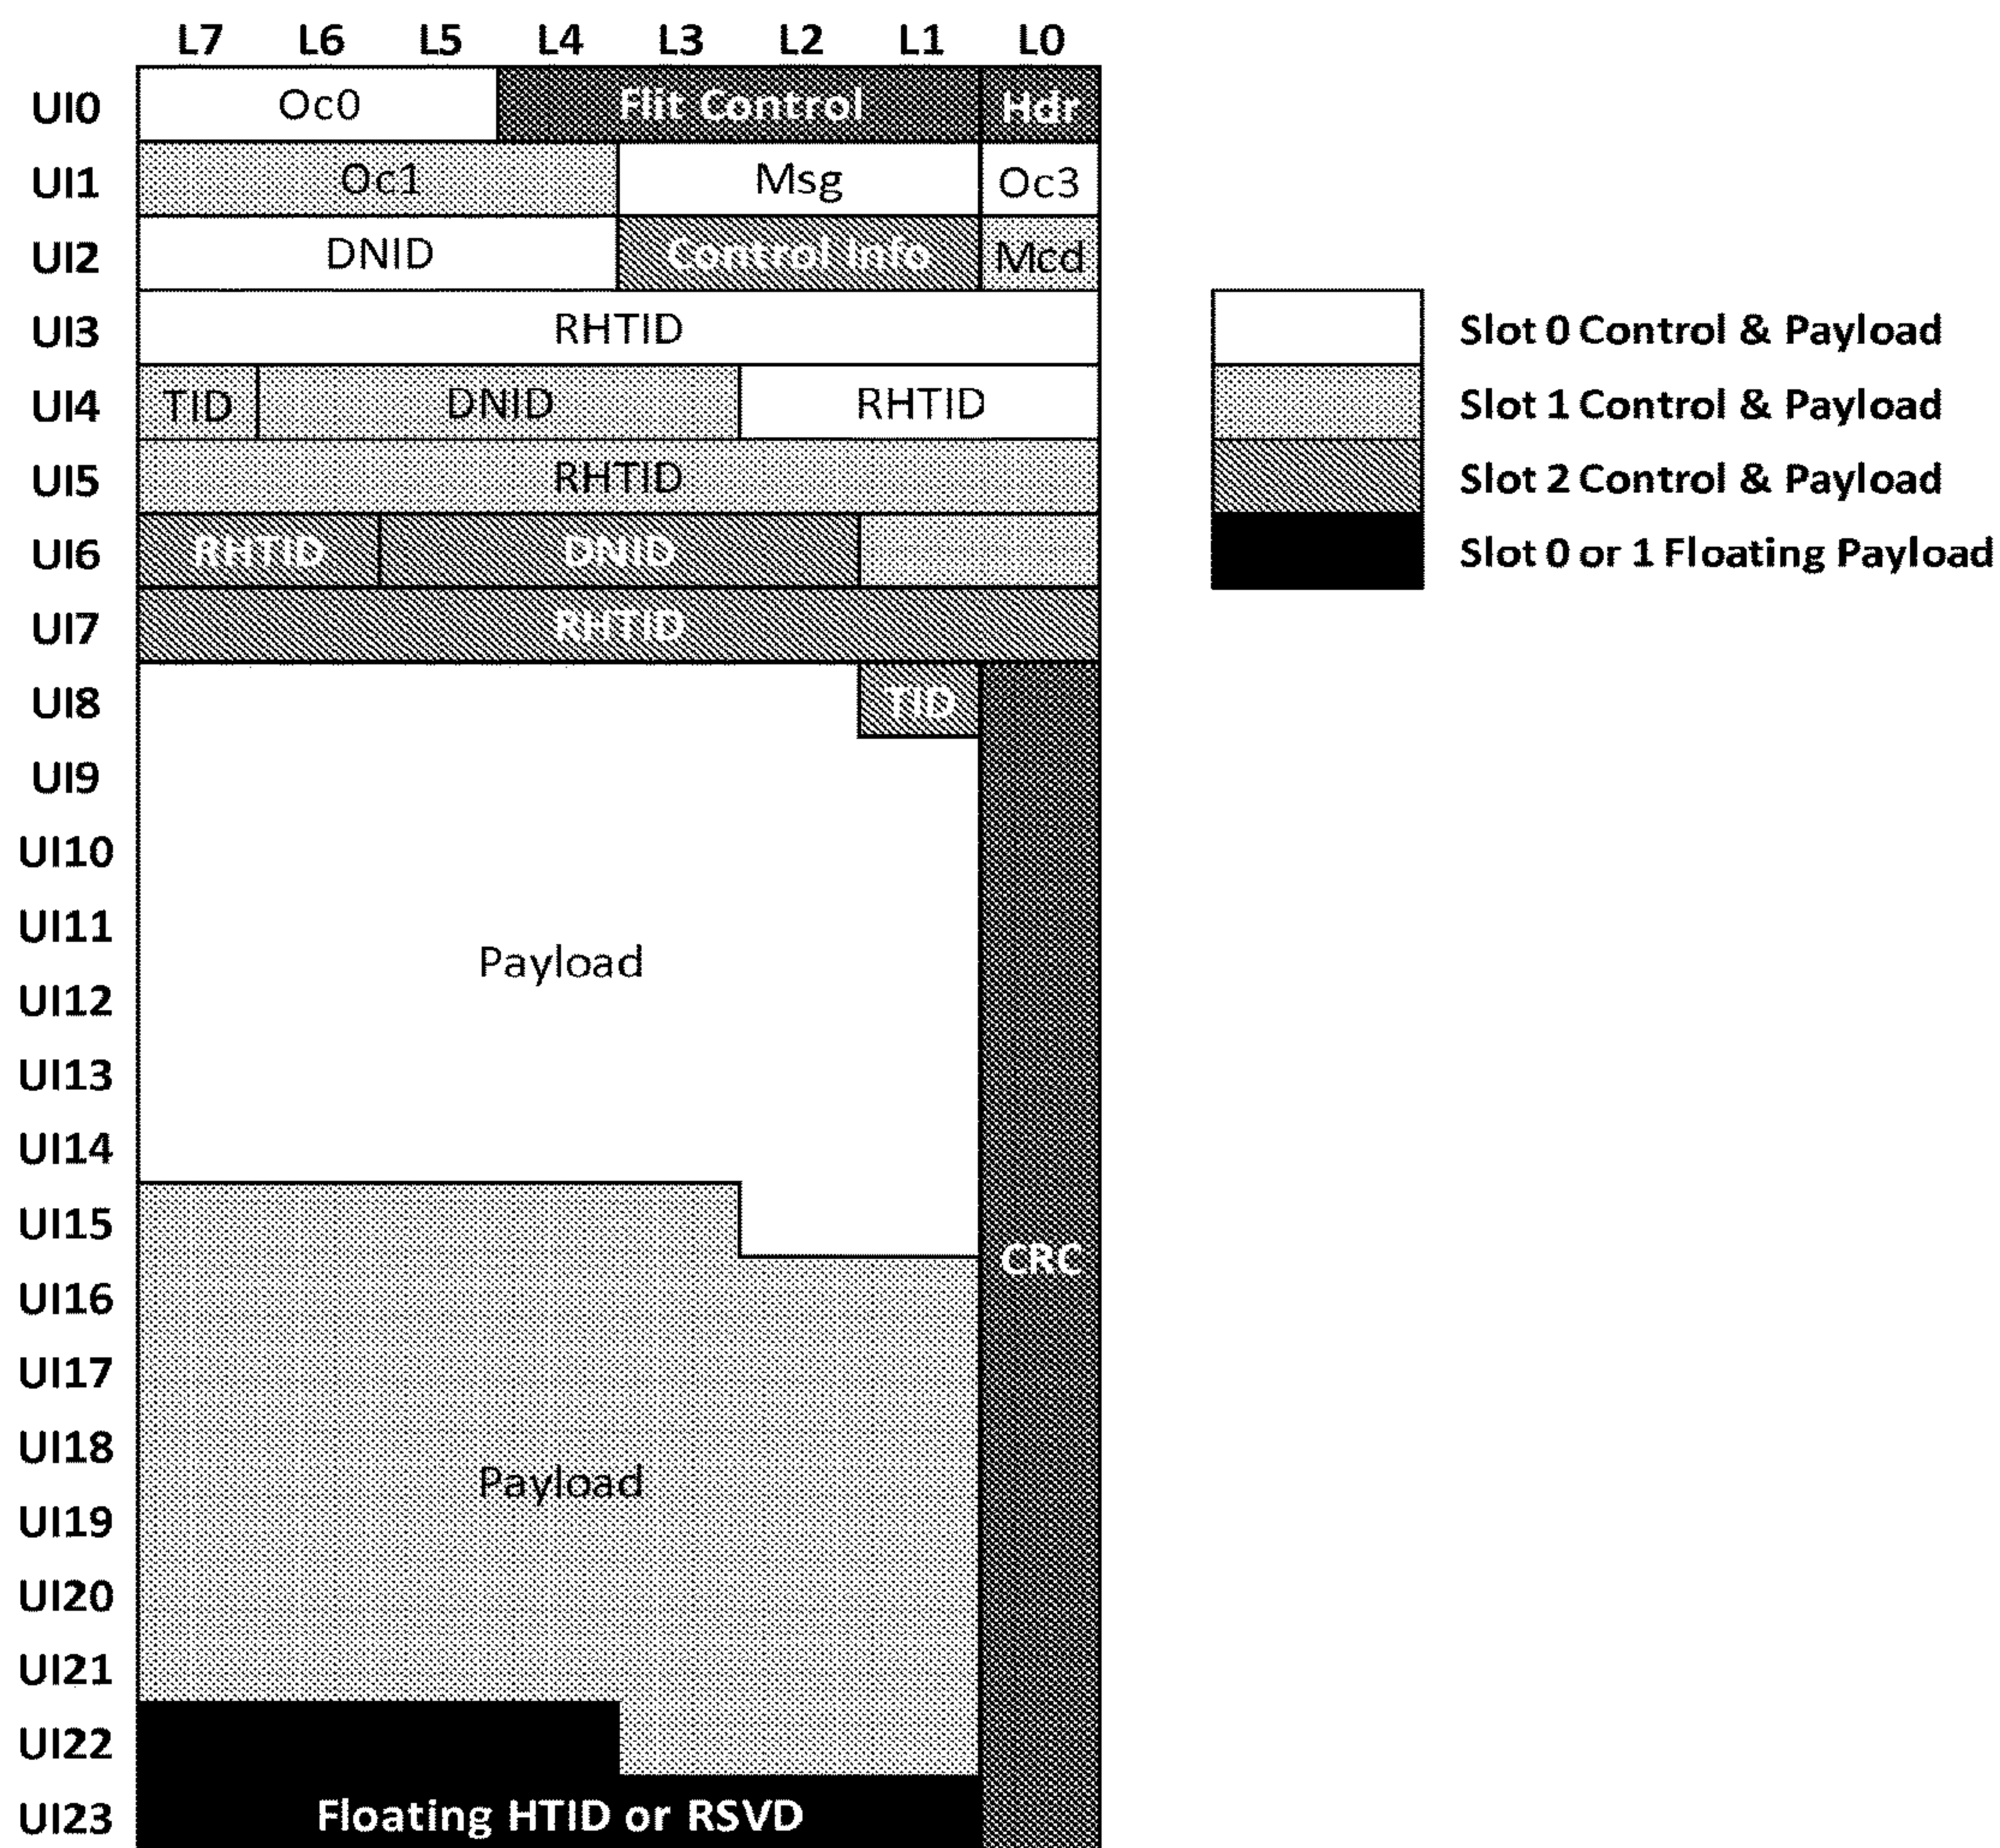 L7 L6 L5 L4 L3 L2 L1 L0
UI0 Oc0 Flit Control Hdr
UI1 Oc1 Msg Oc3
UI2 DNID Control Info Mcd
UI3 RHTID
UI4 TID DNID RHTID
UI5 RHTID
UI6 RHTID DNID
UI7 RHTID
UI8 TID
UI9
UI10
UI11
Payload
UI12
UI13
UI14
UI15
CRC
UI16
UI17
UI18
Payload
UI19
UI20
UI21
UI22
UI23 Floating HTID or RSVD
Slot 0 Control & Payload
Slot 1 Control & Payload
Slot 2 Control & Payload
Slot 0 or 1 Floating Payload